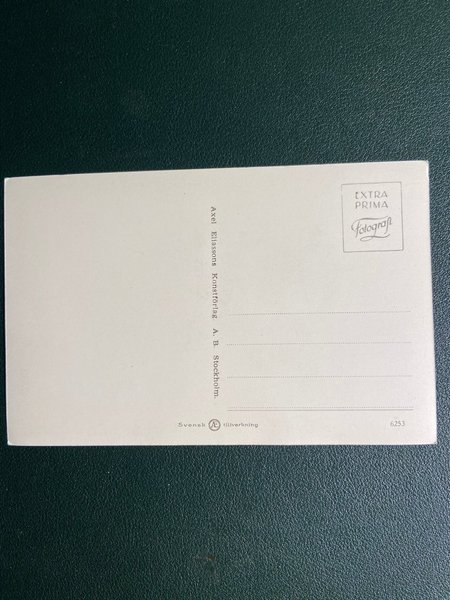 EXTRA
PRIMA
Fotografi
Axel Eliassons Konstförlag A. B. Stockholm.
Svensk Æ tillverkning
6253